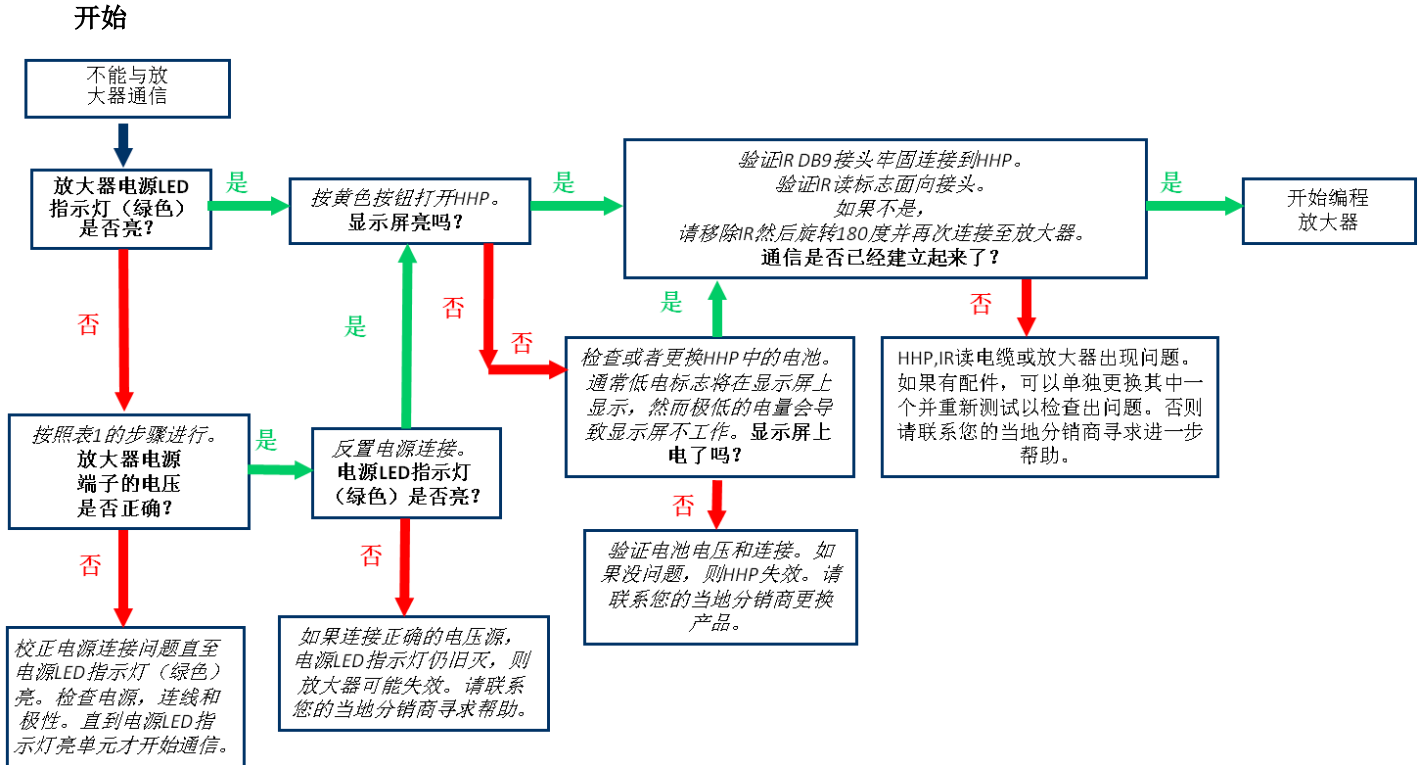 开始
不能与放
大器通信
放大器电源LED
指示灯（绿色）
是否亮？
是
按黄色按钮打开HHP。
显示屏亮吗？
是
验证IR DB9接头牢固连接到HHP。
验证IR读标志面向接头。
如果不是，
请移除IR然后旋转180度并再次连接至放大器。
通信是否已经建立起来了？
是
开始编程
放大器
否
是
否
否
是
否
检查或者更换HHP中的电池。
通常低电标志将在显示屏上
显示，然而极低的电量会导
致显示屏不工作。显示屏上
电了吗？
HHP,IR读电缆或放大器出现问题。
如果有配件，可以单独更换其中一
个并重新测试以检查出问题。否则
请联系您的当地分销商寻求进一步
帮助。
按照表1的步骤进行。
放大器电源
端子的电压
是否正确？
是
反置电源连接。
电源LED指示灯
（绿色）是否亮？
否
否
否
验证电池电压和连接。如
果没问题，则HHP失效。请
联系您的当地分销商更换
产品。
校正电源连接问题直至
电源LED指示灯（绿色）
亮。检查电源，连线和
极性。直到电源LED指
示灯亮单元才开始通信。
如果连接正确的电压源，
电源LED指示灯仍旧灭，则
放大器可能失效。请联系
您的当地分销商寻求帮助。